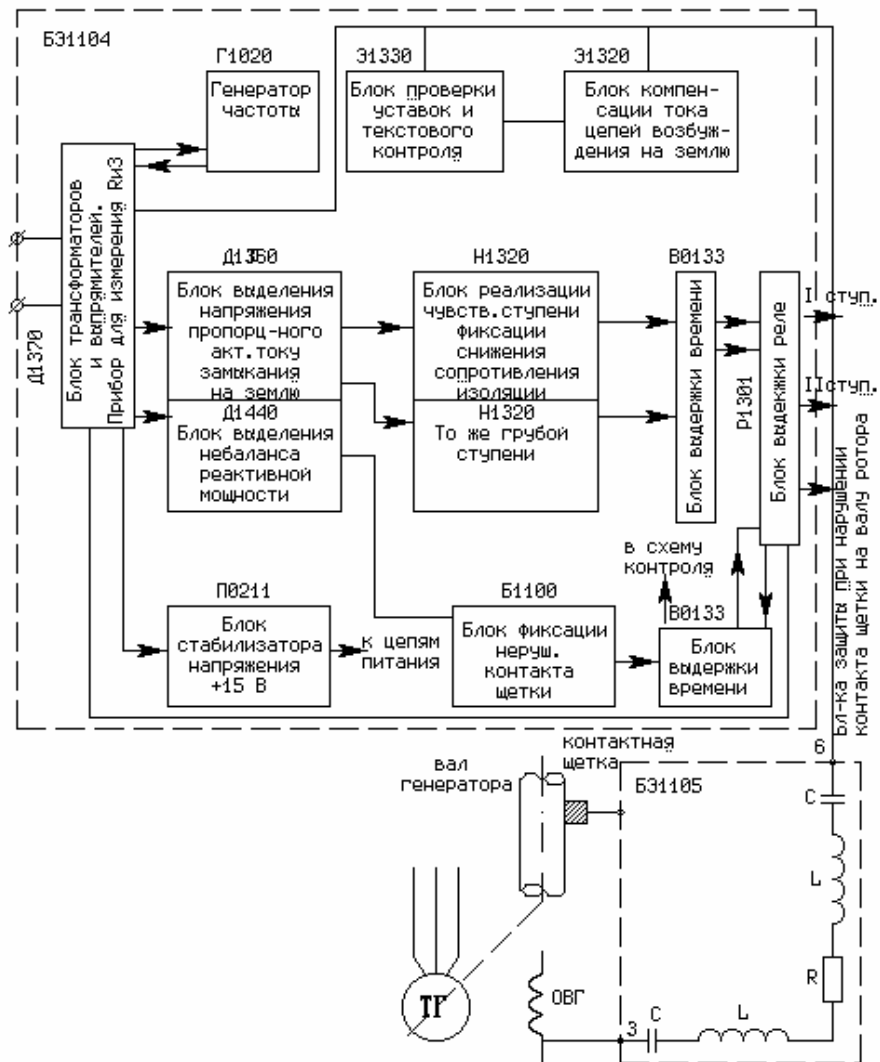 БЭ1104
Г1020
Генератор
частоты
Э1330
Блок проверки
уставок и
текстового
контроля
Э1320
Блок компен-
сации тока
цепей возбуж-
дения на землю
Д1370
Блок трансформаторов
и выпрямителей.
Прибор для измерения RиЗ
Блок выделения
напряжения
пропорц-ного
акт.току
замыкания
на землю
Д1440
Блок выделения
небаланса
реактивной
мощности
Н1320
Блок реализации
чувств.ступени
фиксации
снижения
сопротивления
изоляции
Н1320
То же грубой
ступени
В0133
Блок выдержки времени
Р1301
Блок выдекжки реле
I ступ.
IIступ.
Бл-ка защиты при нарушении
контакта щетки на валу ротора
П0211
Блок
стабилизатора
напряжения
+15 В
к цепям
питания
Б1100
Блок фиксации
неруш.
контакта
щетки
в схему
контроля
В0133
Блок
выдержки
времени
вал
генератора
контактная
щетка
6
БЭ1105
C
L
R
ТГ
ОВГ
3
C
L